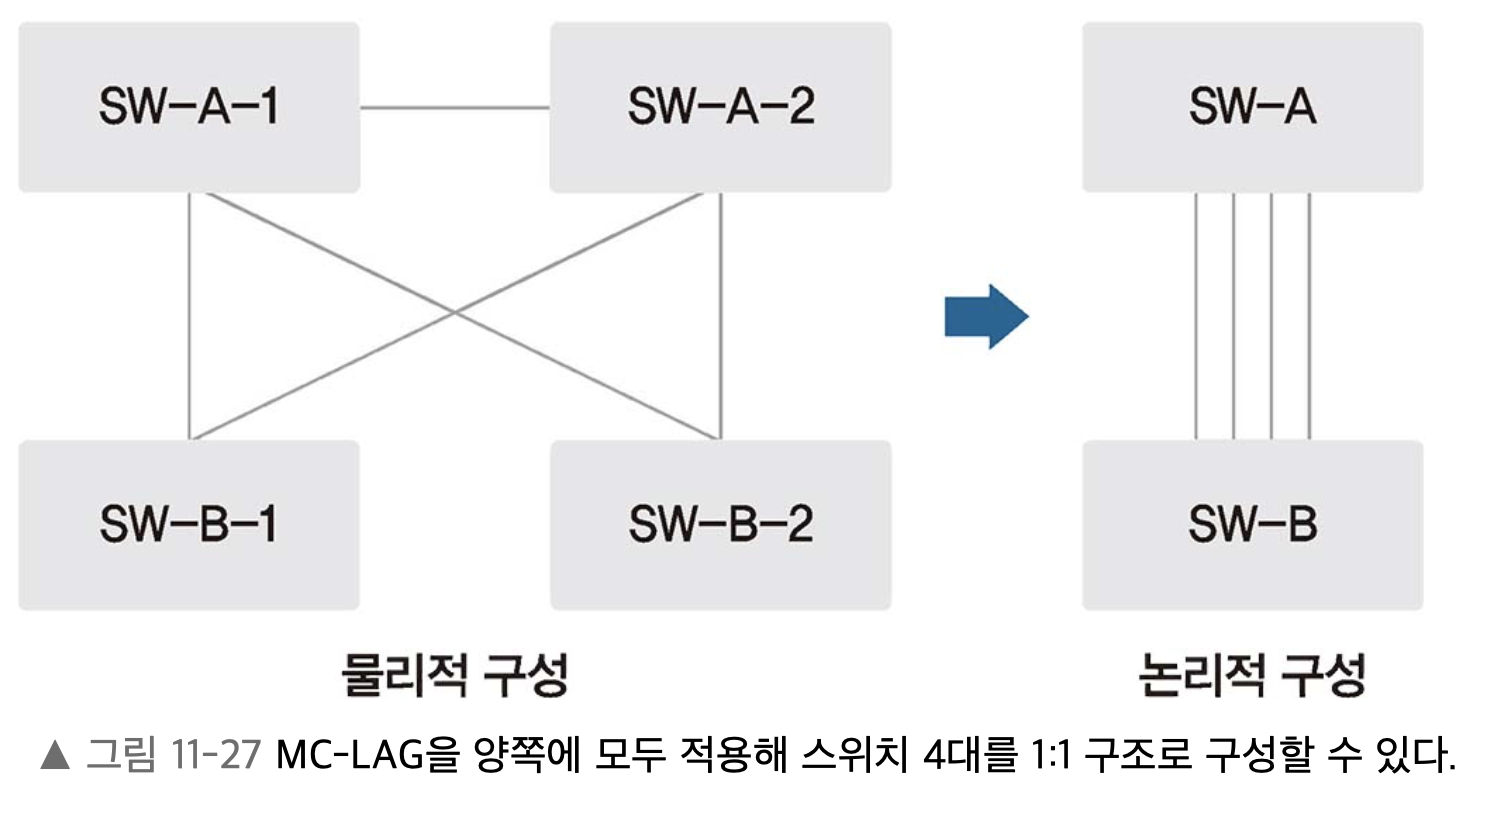 SW-A-1
SW-A-2
SW-A
SW-B-1
SW-B-2
SW-B
물리적 구성
논리적 구성
▲ 그림 11-27 MC-LAG을 양쪽에 모두 적용해 스위치 4대를 1:1 구조로 구성할 수 있다.